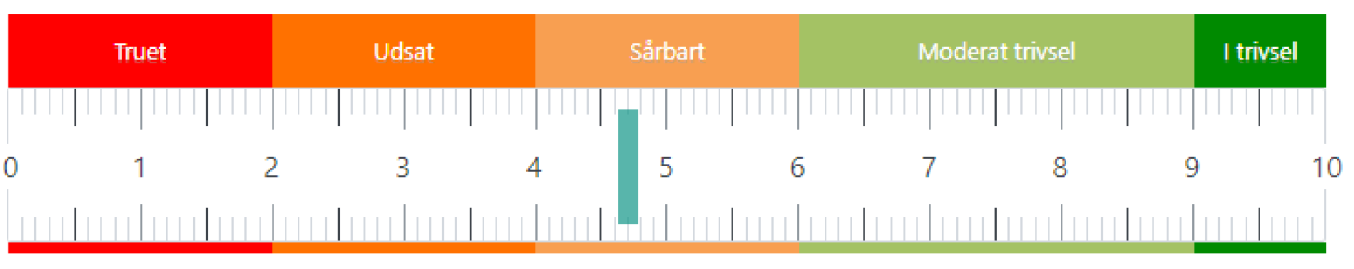 Truet Udsat Sårbart Moderat trivsel I trivsel
0 1 2 3 4 5 6 7 8 9 10